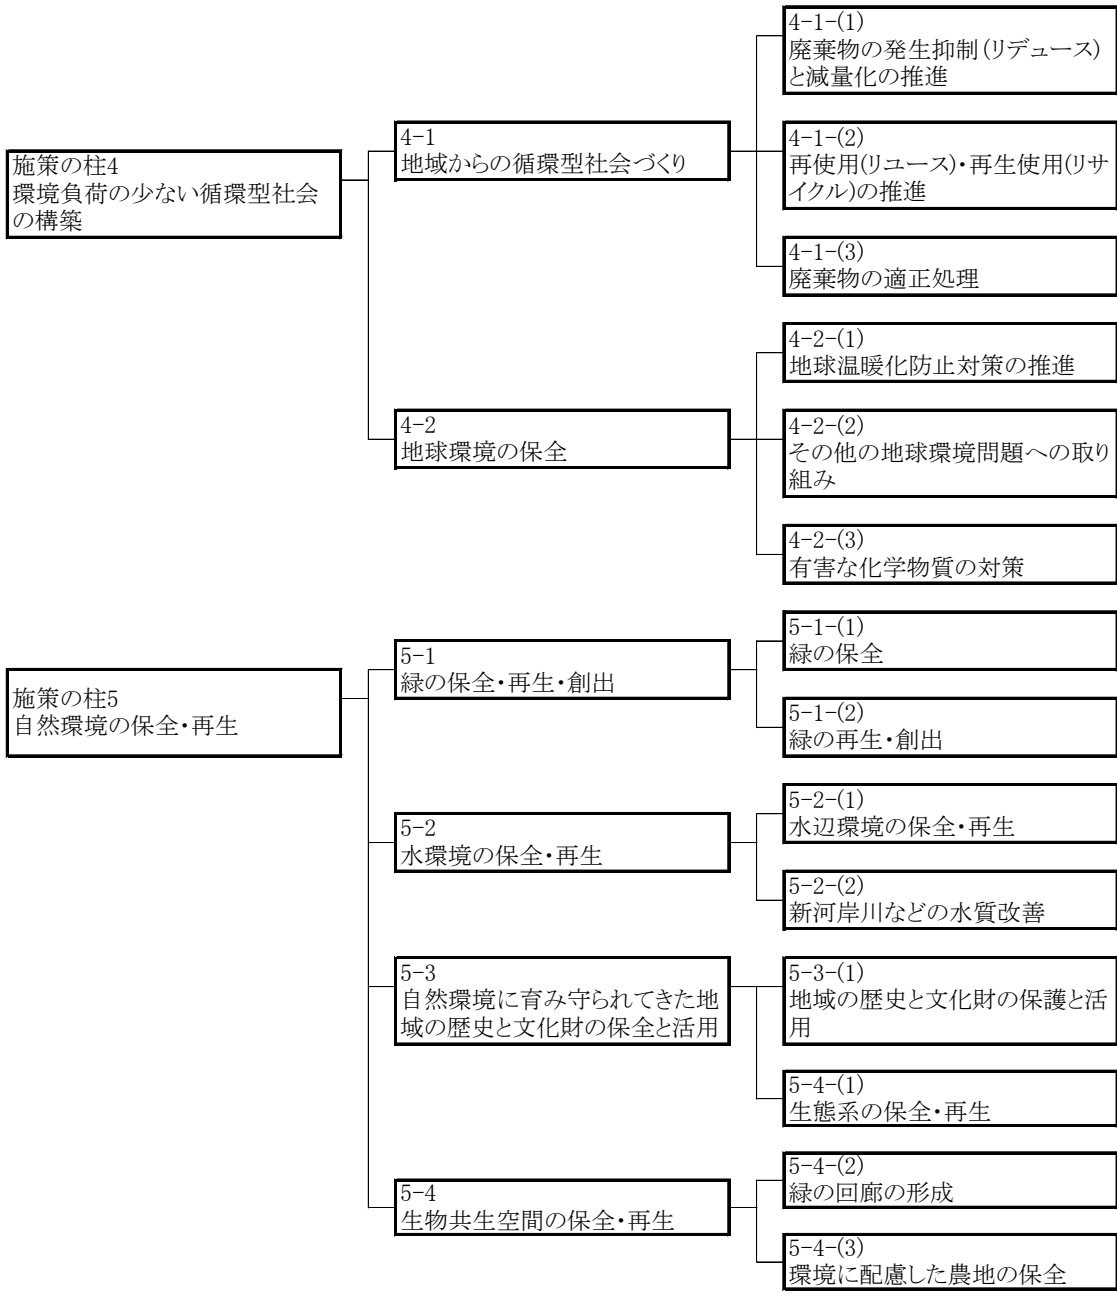 施策の柱4
環境負荷の少ない循環型社会
の構築
4-1
地域からの循環型社会づくり
4-1-(1)
廃棄物の発生抑制(リデュース)
と減量化の推進
4-1-(2)
再使用(リユース)・再生使用(リサ
イクル)の推進
4-1-(3)
廃棄物の適正処理
4-2
地球環境の保全
4-2-(1)
地球温暖化防止対策の推進
4-2-(2)
その他の地球環境問題への取り
組み
4-2-(3)
有害な化学物質の対策
施策の柱5
自然環境の保全・再生
5-1
緑の保全・再生・創出
5-1-(1)
緑の保全
5-1-(2)
緑の再生・創出
5-2
水環境の保全・再生
5-2-(1)
水辺環境の保全・再生
5-2-(2)
新河岸川などの水質改善
5-3
自然環境に育み守られてきた地
域の歴史と文化財の保全と活用
5-3-(1)
地域の歴史と文化財の保護と活
用
5-4-(1)
生態系の保全・再生
5-4
生物共生空間の保全・再生
5-4-(2)
緑の回廊の形成
5-4-(3)
環境に配慮した農地の保全